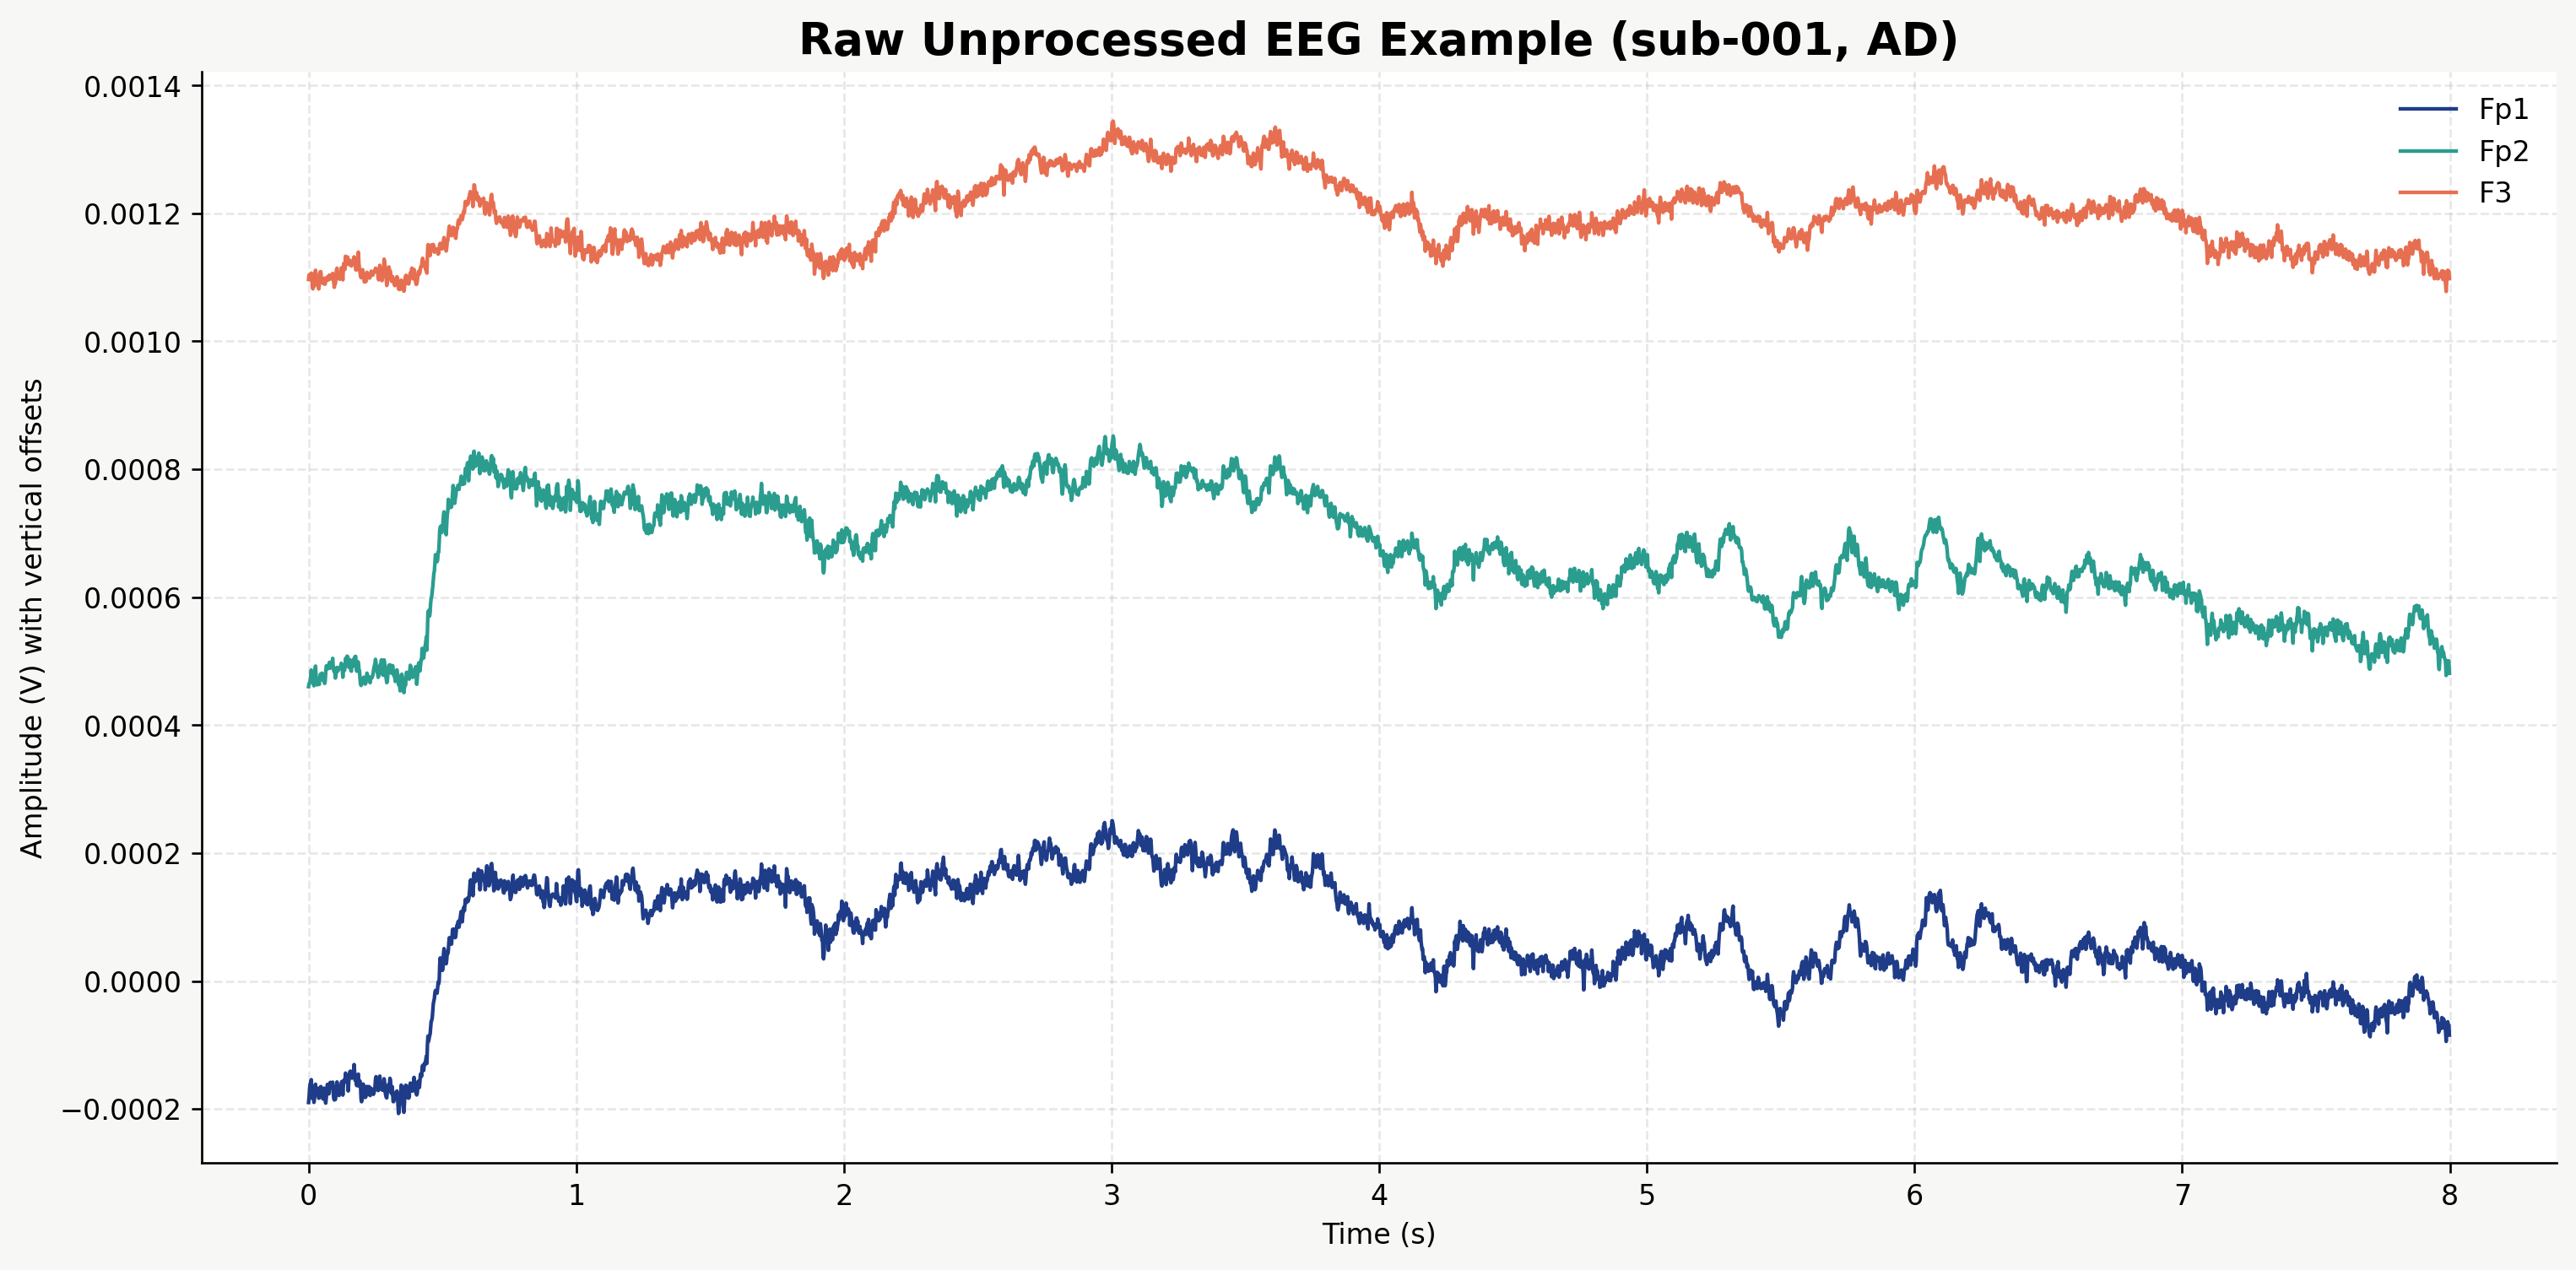 Raw Unprocessed EEG Example (sub-001, AD)
Amplitude (V) with vertical offsets
0.0014
0.0012
0.0010
0.0008
0.0006
0.0004
0.0002
0.0000
−0.0002
Fp1
Fp2
F3
0 1 2 3 4 5 6 7 8
Time (s)